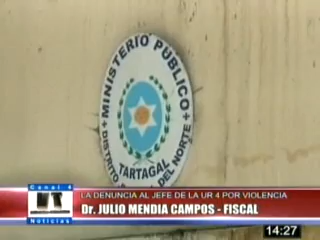 MINISTERIO PÚBLICO
TARTAGAL
DISTRITO
DEL NORTE
Canal 4
Noticias
LA DENUNCIA AL JEFE DE LA UR 4 POR VIOLENCIA
Dr. JULIO MENDIA CAMPOS - FISCAL
14:27